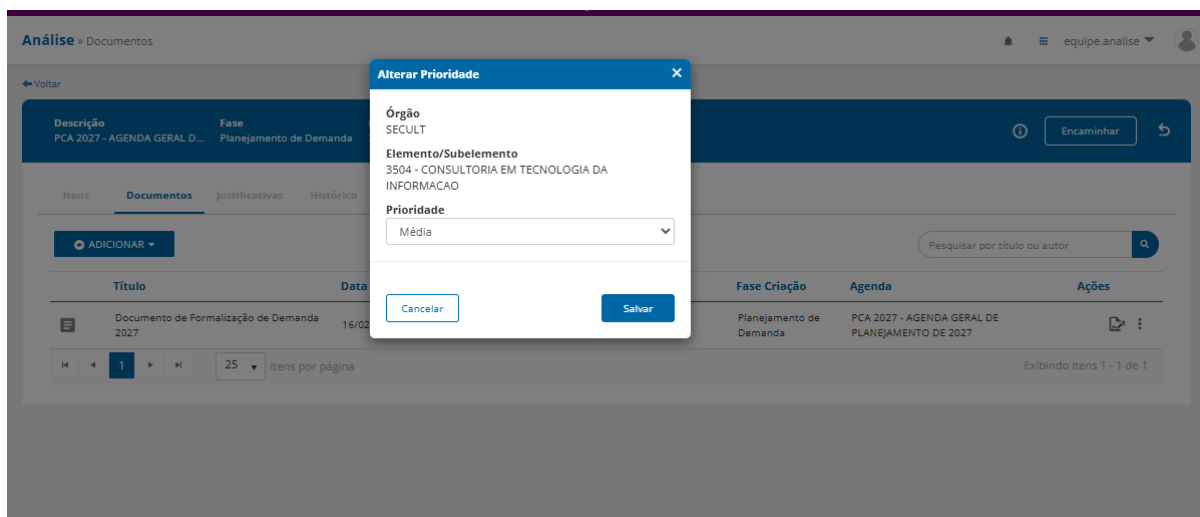 Análise » Documentos
equipe.analise
Voltar
Alterar Prioridade
×
Órgão
SECULT
Elemento/Subelemento
3504 - CONSULTORIA EM TECNOLOGIA DA
INFORMACAO
Prioridade
Média
Cancelar
Salvar
Descrição
PCA 2027 - AGENDA GERAL D...
Fase
Planejamento de Demanda
Encaminhar
Itens
Documentos
Justificativas
Histórico
ADICIONAR
Pesquisar por título ou autor
Título
Data
Fase Criação
Agenda
Ações
Documento de Formalização de Demanda
2027
16/02
Planejamento de
Demanda
PCA 2027 - AGENDA GERAL DE
PLANEJAMENTO DE 2027
1
25
itens por página
Exibindo itens 1 - 1 de 1